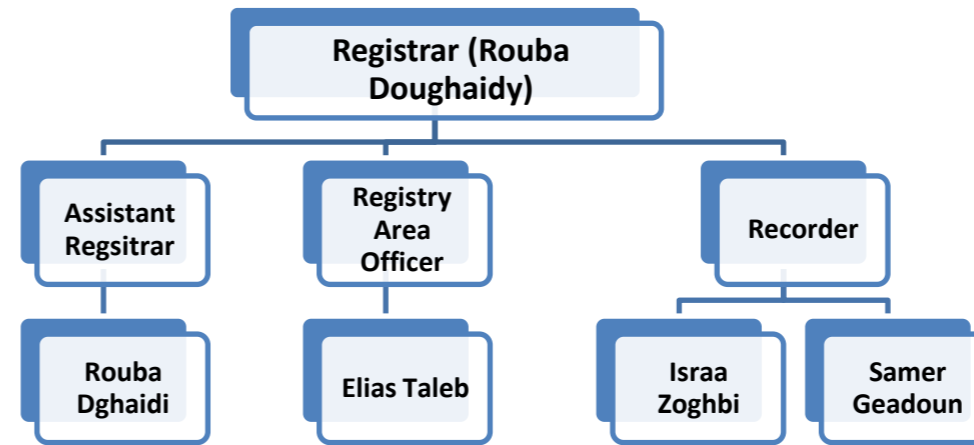 Registrar (Rouba
Doughaidy)
Assistant
Regsitrar
Registry
Area
Officer
Recorder
Rouba
Dghaidi
Elias Taleb
Israa
Zoghbi
Samer
Geadoun